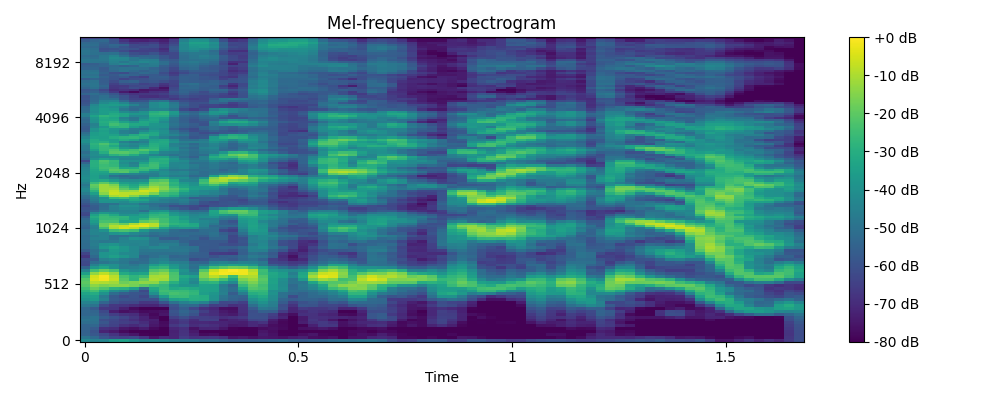 Mel-frequency spectrogram
+0 dB
8192
-10 dB
4096
-20 dB
-30 dB
2048
Hz
-40 dB
1024
-50 dB
-60 dB
512
-70 dB
0
-80 dB
0
0.5
1
1.5
Time